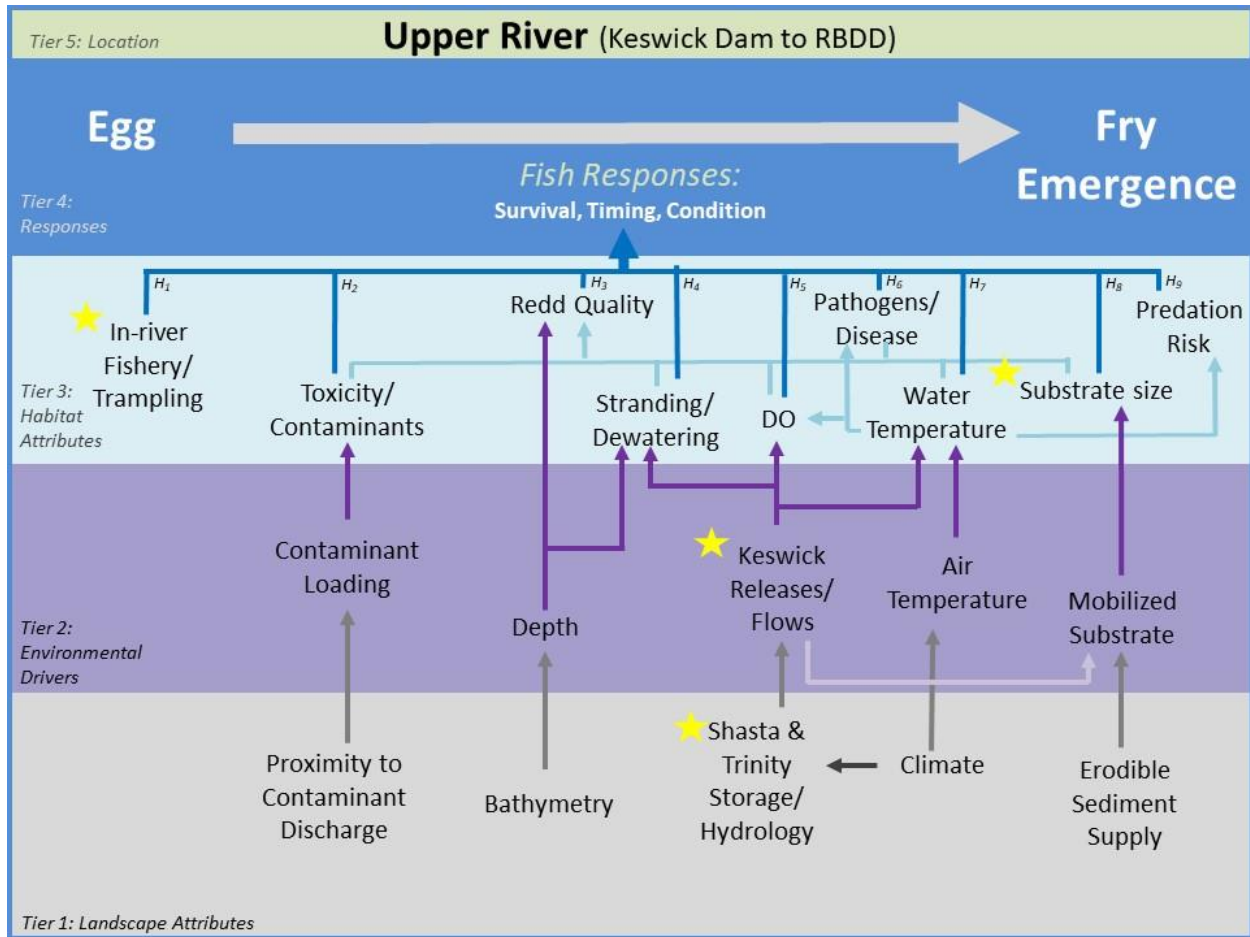 Tier 5: Location
Upper River (Keswick Dam to RBDD)
Egg
Fry
Emergence
Fish Responses:
Survival, Timing, Condition
Tier 4:
Responses
H1
H2
H3
H4
H5
H6
H7
H8
H9
In-river
Fishery/
Trampling
Toxicity/
Contaminants
Redd Quality
Stranding/
Dewatering
DO
Pathogens/
Disease
Water
Temperature
Substrate size
Predation
Risk
Tier 3:
Habitat
Attributes
Contaminant
Loading
Depth
Keswick
Releases/
Flows
Air
Temperature
Mobilized
Substrate
Tier 2:
Environmental
Drivers
Proximity to
Contaminant
Discharge
Bathymetry
Shasta &
Trinity
Storage/
Hydrology
Climate
Erodible
Sediment
Supply
Tier 1: Landscape Attributes